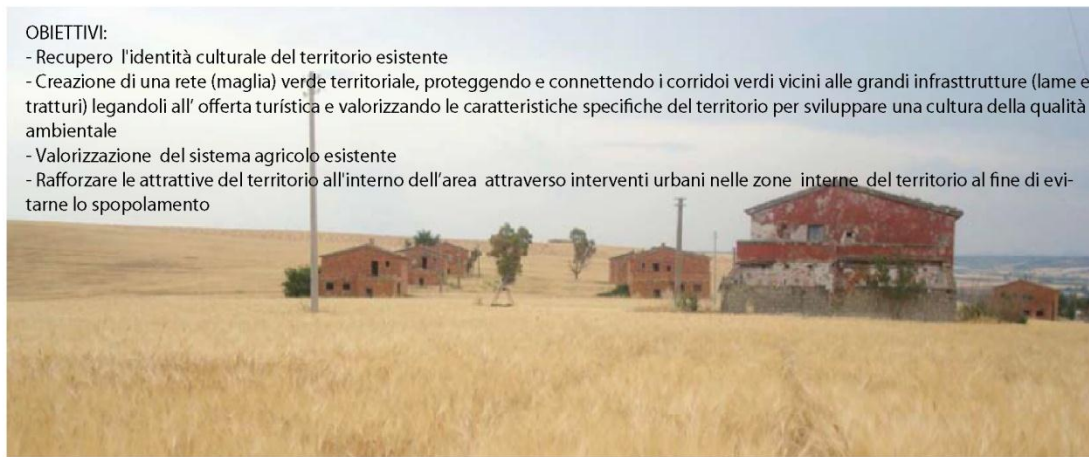 OBIETTIVI:
- Recupero l'identità culturale del territorio esistente
- Creazione di una rete (maglia) verde territoriale, proteggendo e connettendo i corridoi verdi vicini alle grandi infrasttrutture (lame e
tratturi) legandoli all' offerta turística e valorizzando le caratteristiche specifiche del territorio per sviluppare una cultura della qualità
ambientale
- Valorizzazione del sistema agricolo esistente
- Rafforzare le attrattive del territorio all'interno dell'area attraverso interventi urbani nelle zone interne del territorio al fine di evi-
tarne lo spopolamento